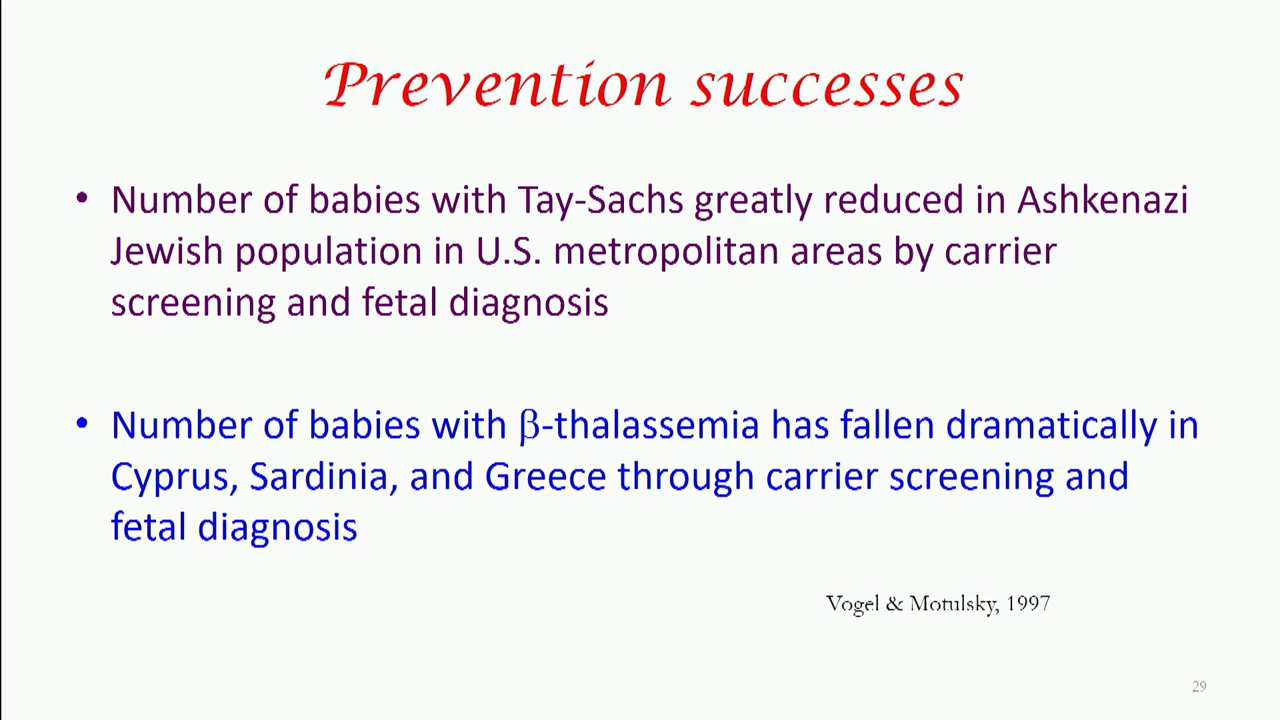 Prevention successes
• Number of babies with Tay-Sachs greatly reduced in Ashkenazi
Jewish population in U.S. metropolitan areas by carrier
screening and fetal diagnosis
• Number of babies with β-thalassemia has fallen dramatically in
Cyprus, Sardinia, and Greece through carrier screening and
fetal diagnosis
Vogel & Motulsky, 1997
29